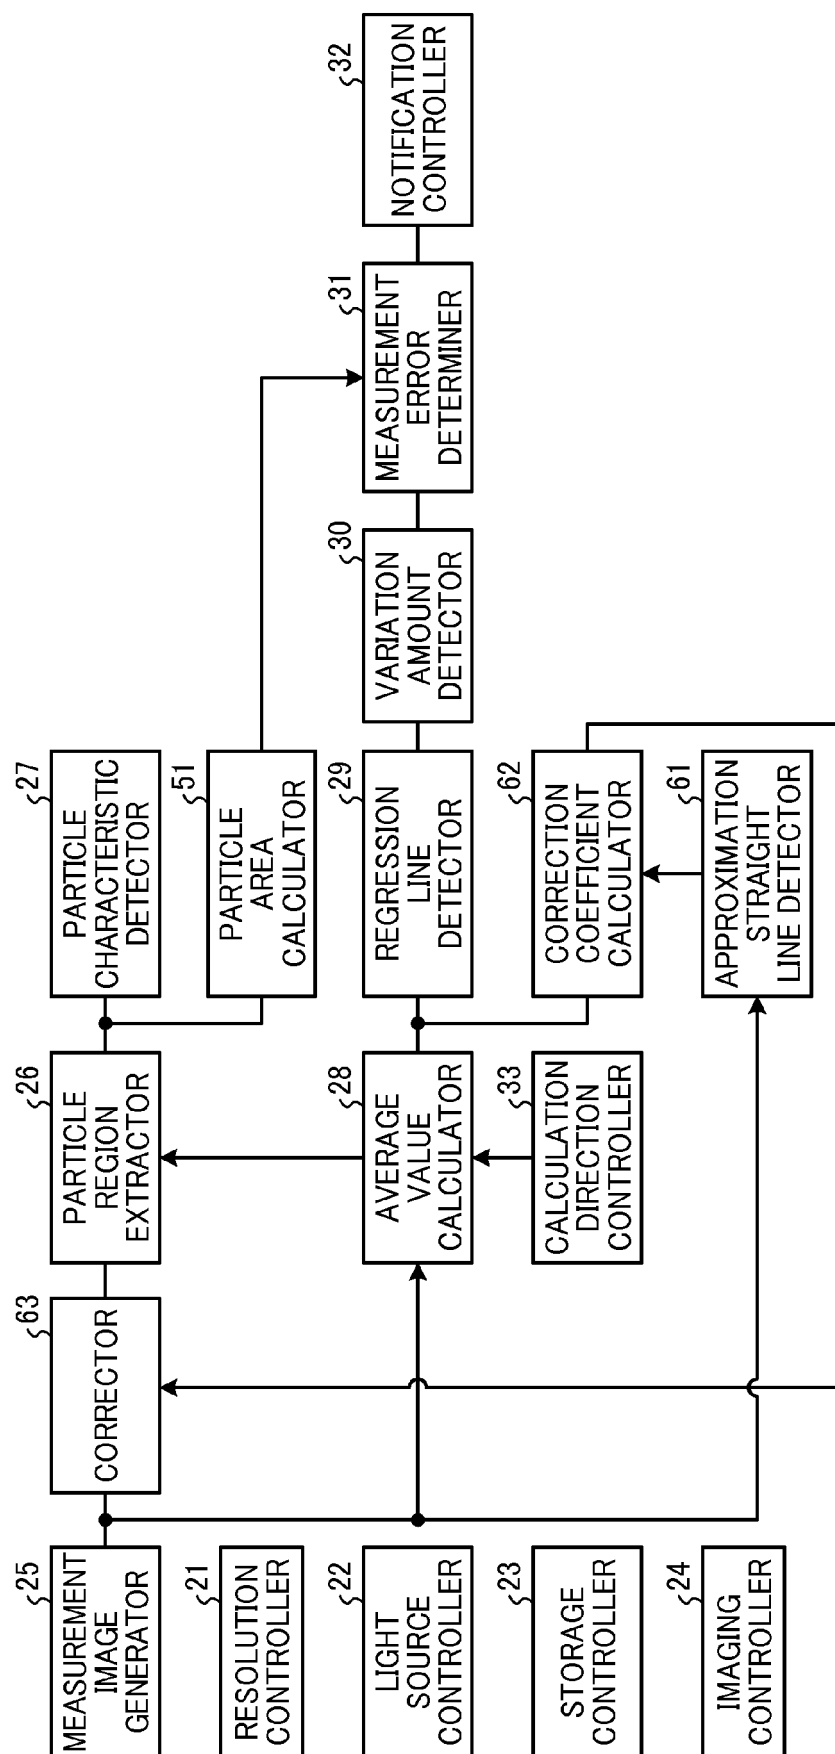 25
MEASUREMENT
IMAGE
GENERATOR
63
CORRECTOR
26
PARTICLE
REGION
EXTRACTOR
27
PARTICLE
CHARACTERISTIC
DETECTOR
21
RESOLUTION
CONTROLLER
51
PARTICLE
AREA
CALCULATOR
22
LIGHT
SOURCE
CONTROLLER
28
AVERAGE
VALUE
CALCULATOR
29
REGRESSION
LINE
DETECTOR
30
VARIATION
AMOUNT
DETECTOR
31
MEASUREMENT
ERROR
DETERMINER
32
NOTIFICATION
CONTROLLER
23
STORAGE
CONTROLLER
33
CALCULATION
DIRECTION
CONTROLLER
62
CORRECTION
COEFFICIENT
CALCULATOR
24
IMAGING
CONTROLLER
61
APPROXIMATION
STRAIGHT
LINE DETECTOR